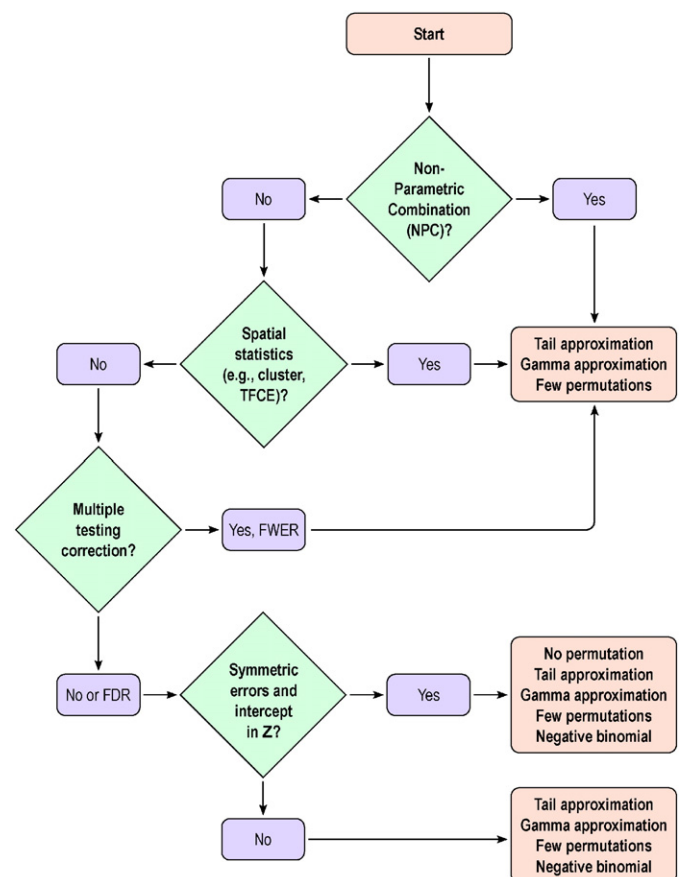 Start
Non-
Parametric
Combination
(NPC)?
No
Yes
Spatial
statistics
(e.g., cluster,
TFCE)?
No
Yes
Tail approximation
Gamma approximation
Few permutations
Multiple
testing
correction?
Yes, FWER
No or FDR
Symmetric
errors and
intercept
in Z?
Yes
No permutation
Tail approximation
Gamma approximation
Few permutations
Negative binomial
No
Tail approximation
Gamma approximation
Few permutations
Negative binomial